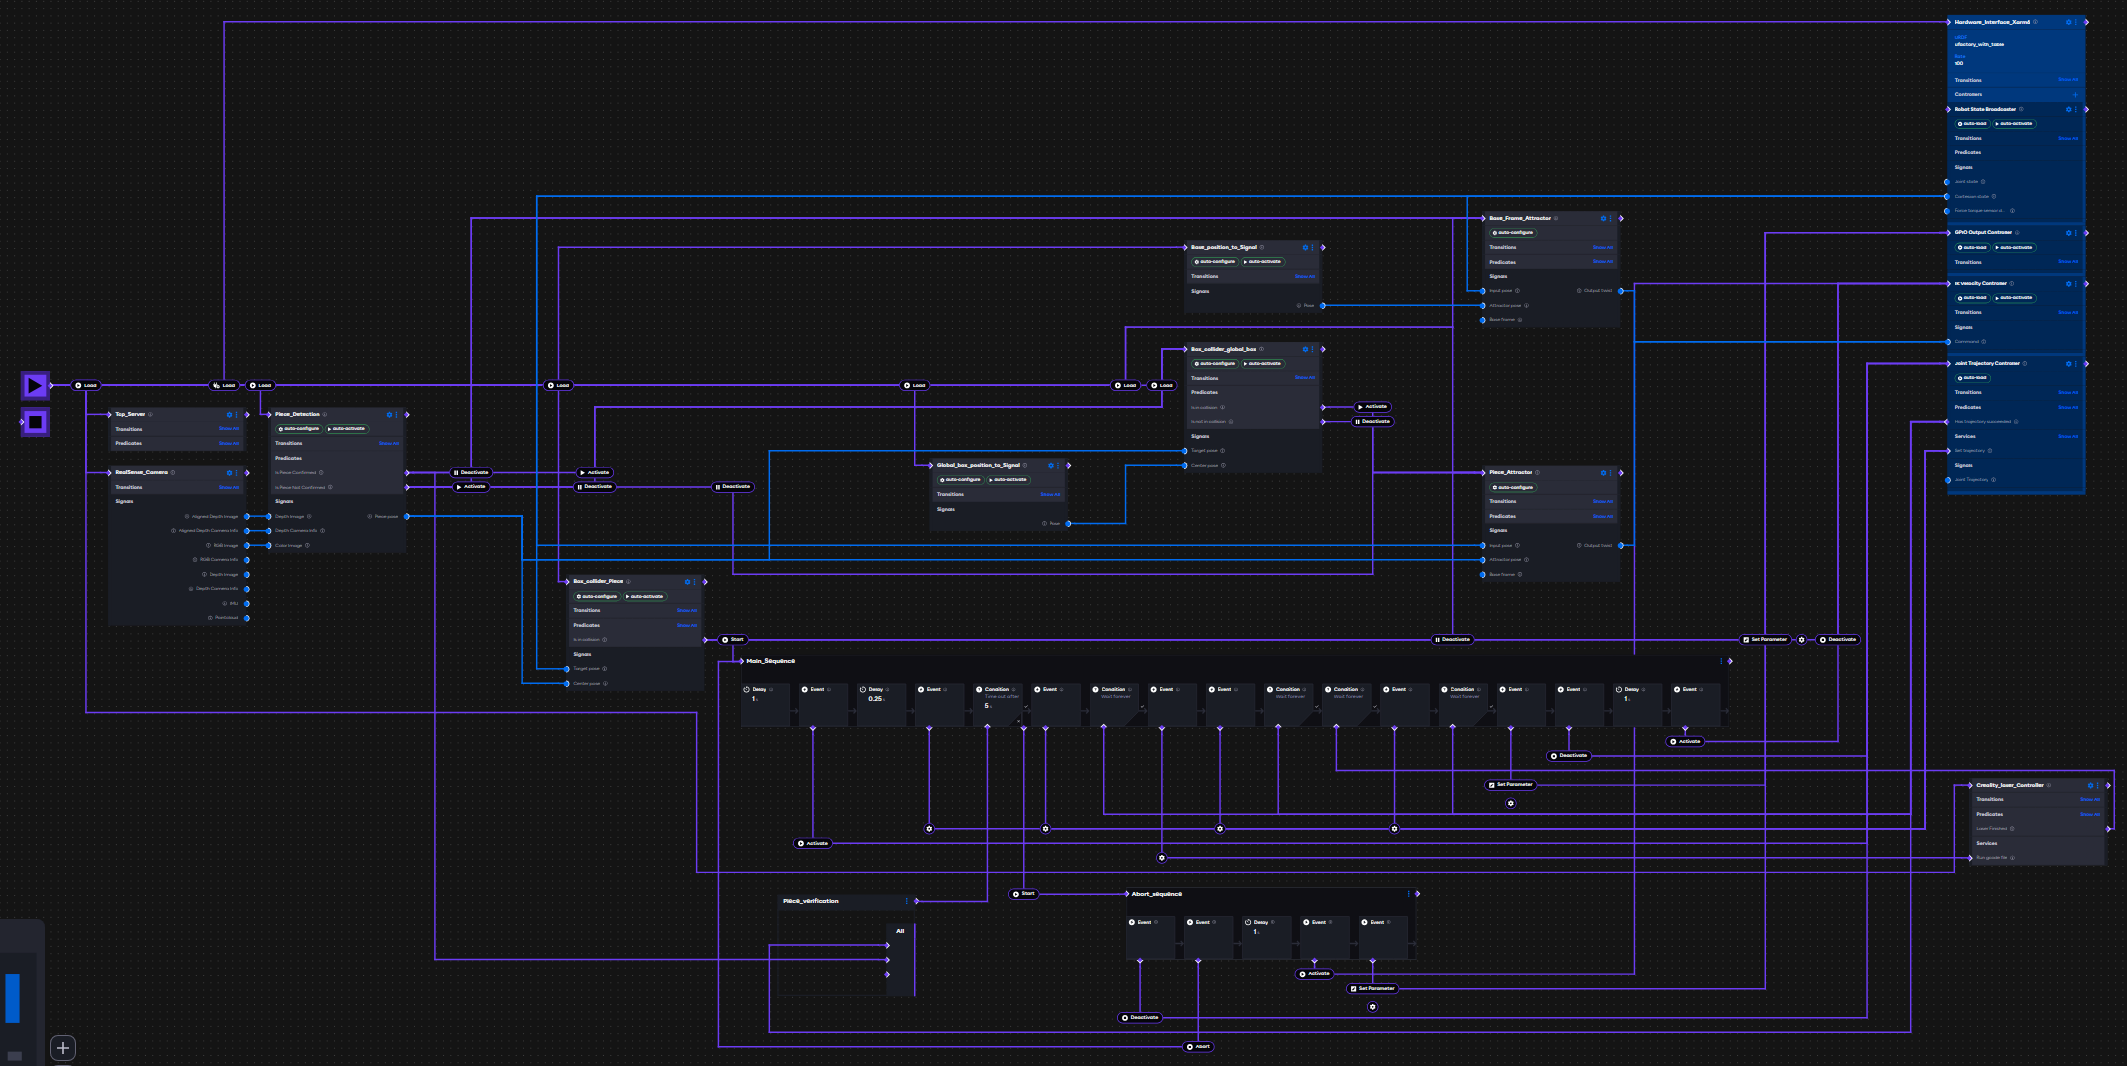 Hardware_Interface_Xarm6
URDF
ufactory_with_table
Rate
100
Transitions
Show All
Controllers
Robot State Broadcaster
auto-load
auto-activate
Transitions
Show All
Predicates
Signals
Joint state
Cartesian state
GPIO Output Controller
auto-load
auto-activate
Transitions
Show All
IK Velocity Controller
auto-load
auto-activate
Transitions
Show All
Signals
Command
Joint Trajectory Controller
auto-load
Transitions
Show All
Predicates
Show All
Has trajectory succeeded
Services
Show All
Set trajectory
Signals
Joint Trajectory
Base_Frame_Attractor
auto-configure
Transitions
Show All
Predicates
Show All
Signals
Input pose
Output twist
Attractor pose
Base frame
Base_position_to_Signal
auto-configure
auto-activate
Transitions
Show All
Signals
Pose
Box_collider_global_box
auto-configure
auto-activate
Transitions
Show All
Predicates
Is in collision
Is not in collision
Signals
Target pose
Center pose
Activate
Deactivate
Load
Load
Load
Load
Load
Load
Load
Tcp_Server
Transitions
Show All
Predicates
Show All
RealSense_Camera
Transitions
Show All
Signals
Aligned Depth Image
Aligned Depth Camera Info
RGB Image
RGB Camera Info
Depth Image
Depth Camera Info
IMU
Pointcloud
Piece_Detection
auto-configure
auto-activate
Transitions
Show All
Predicates
Is Piece Confirmed
Is Piece Not Confirmed
Signals
Depth Image
Piece pose
Depth Camera Info
Color Image
Deactivate
Activate
Activate
Deactivate
Deactivate
Global_box_position_to_Signal
auto-configure
auto-activate
Transitions
Show All
Signals
Pose
Piece_Attractor
auto-configure
Transitions
Show All
Predicates
Show All
Signals
Input pose
Output twist
Attractor pose
Base frame
Box_collider_Piece
auto-configure
auto-activate
Transitions
Show All
Predicates
Show All
Is in collision
Signals
Target pose
Center pose
Start
Deactivate
Set Parameter
Deactivate
Main_Séquence
Delay
1 s
Event
Delay
0.25 s
Event
Condition
Time out after
5 s
Event
Condition
Wait forever
Event
Event
Condition
Wait forever
Condition
Wait forever
Event
Condition
Wait forever
Event
Event
Delay
1 s
Event
Activate
Deactivate
Set Parameter
Activate
Creality_laser_Controller
Transitions
Show All
Predicates
Show All
Laser Finished
Services
Run gcode file
Start
Abort_séquence
Event
Event
Delay
1 s
Event
Event
Activate
Set Parameter
Deactivate
Abort
Pièce_vérification
All